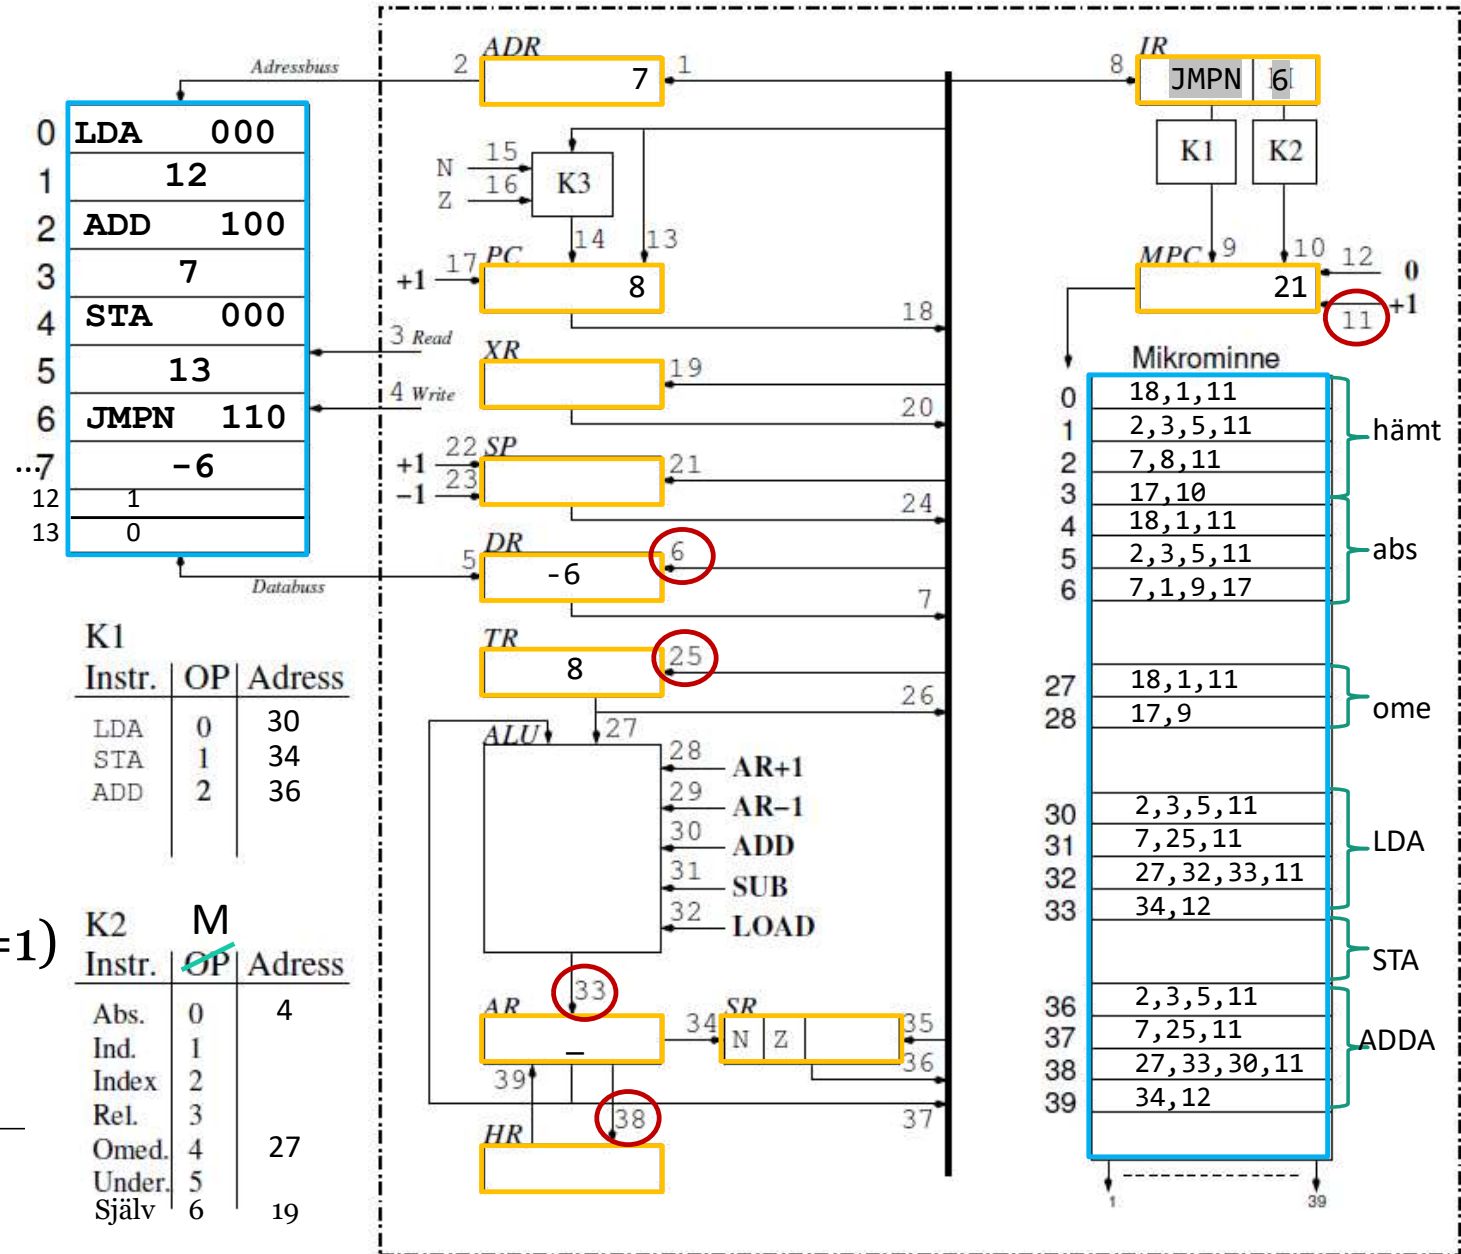 ADR
IR
Adressbuss
2
7
1
8
JMPN 6
0 LDA 000
1 12
2 ADD 100
3 7
4 STA 000
5 13
6 JMPN 110
...7 -6
12 1
13 0
Databuss
N 15
Z 16
K3
14
13
K1
K2
9
10
12 0
11 +1
PC
+1 17
8
18
MPC
21
3 Read
4 Write
XR
19
20
SP
+1 22
-1 23
21
24
DR
5
-6
6
7
TR
8
25
26
27
ALU
28 AR+1
29 AR−1
30 ADD
31 SUB
32 LOAD
33
AR
–
34
SR
N Z
35
36
37
39
38
HR
Mikrominne
0 18,1,11
1 2,3,5,11
2 7,8,11
3 17,10
hämt
4 18,1,11
5 2,3,5,11
6 7,1,9,17
abs
27 18,1,11
28 17,9
ome
30 2,3,5,11
31 7,25,11
32 27,32,33,11
33 34,12
LDA
STA
36 2,3,5,11
37 7,25,11
38 27,33,30,11
39 34,12
ADDA
1
39
K1
Instr. OP Adress
LDA 0 30
STA 1 34
ADD 2 36
=1)
K2 M
Instr. OP Adress
Abs. 0 4
Ind. 1
Index 2
Rel. 3
Omed. 4 27
Under. 5
Själv 6 19